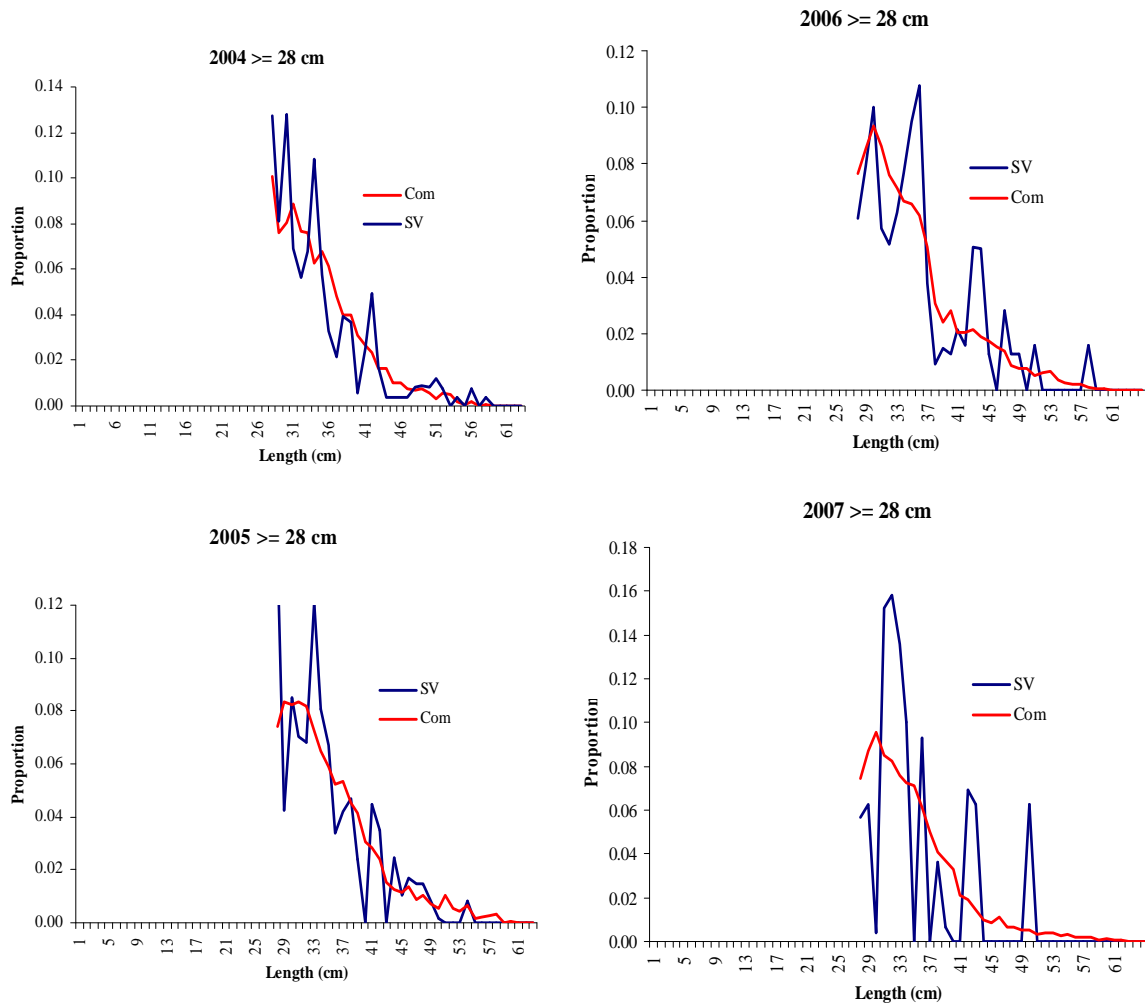 2004 >= 28 cm
0.14
0.12
0.10
0.08
0.06
0.04
0.02
0.00
Proportion
Com
SV
1 6 11 16 21 26 31 36 41 46 51 56 61
Length (cm)
2006 >= 28 cm
0.12
0.10
0.08
0.06
0.04
0.02
0.00
Proportion
SV
Com
1 5 9 13 17 21 25 29 33 37 41 45 49 53 57 61
Length (cm)
2005 >= 28 cm
0.12
0.10
0.08
0.06
0.04
0.02
0.00
Proportion
SV
Com
1 5 9 13 17 21 25 29 33 37 41 45 49 53 57 61
Length (cm)
2007 >= 28 cm
0.18
0.16
0.14
0.12
0.10
0.08
0.06
0.04
0.02
0.00
Proportion
SV
Com
1 5 9 13 17 21 25 29 33 37 41 45 49 53 57 61
Length (cm)